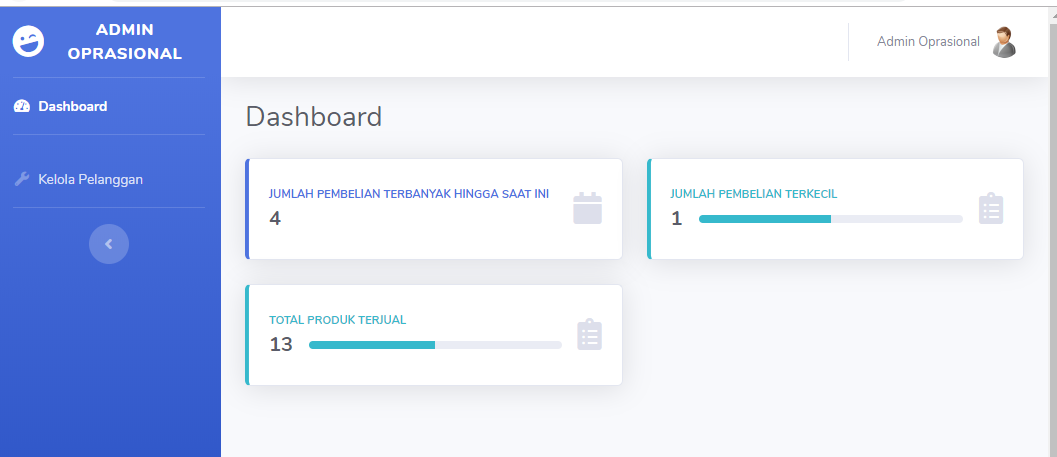 ADMIN
OPRASIONAL
Dashboard
Kelola Pelanggan
Admin Oprasional
Dashboard
JUMLAH PEMBELIAN TERBANYAK HINGGA SAAT INI
4
JUMLAH PEMBELIAN TERKECIL
1
TOTAL PRODUK TERJUAL
13